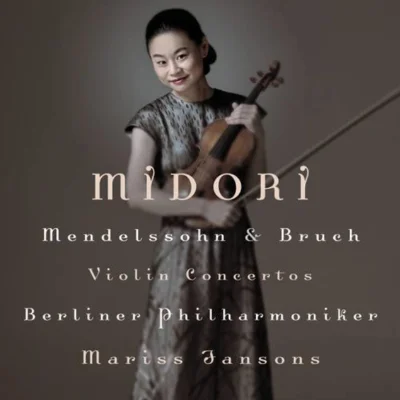 MIDORI
Mendelssohn & Bruch
Violin Concertos
Berliner Philharmoniker
Mariss Jansons